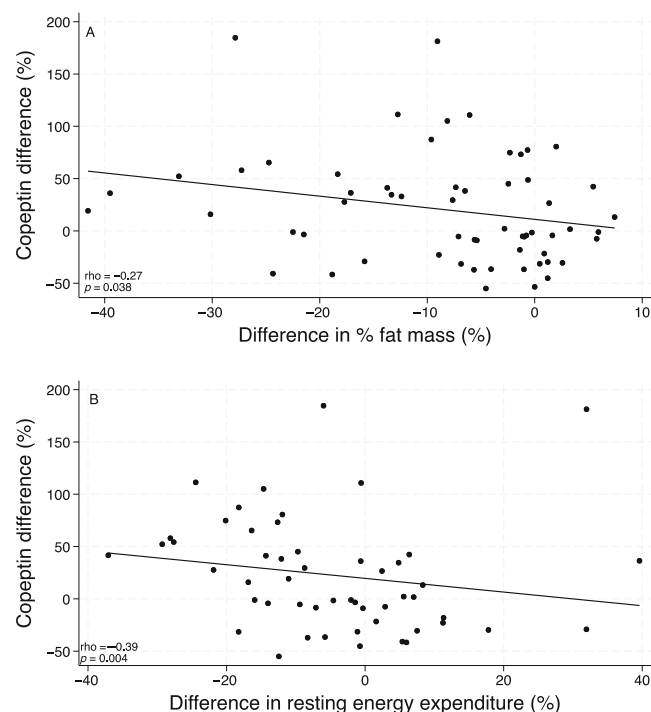 A
Copeptin difference (%)
200
150
100
50
0
−50
rho = −0.27
p = 0.038
−40 −30 −20 −10 0 10
Difference in % fat mass (%)
B
Copeptin difference (%)
200
150
100
50
0
−50
rho = −0.39
p = 0.004
−40 −20 0 20 40
Difference in resting energy expenditure (%)